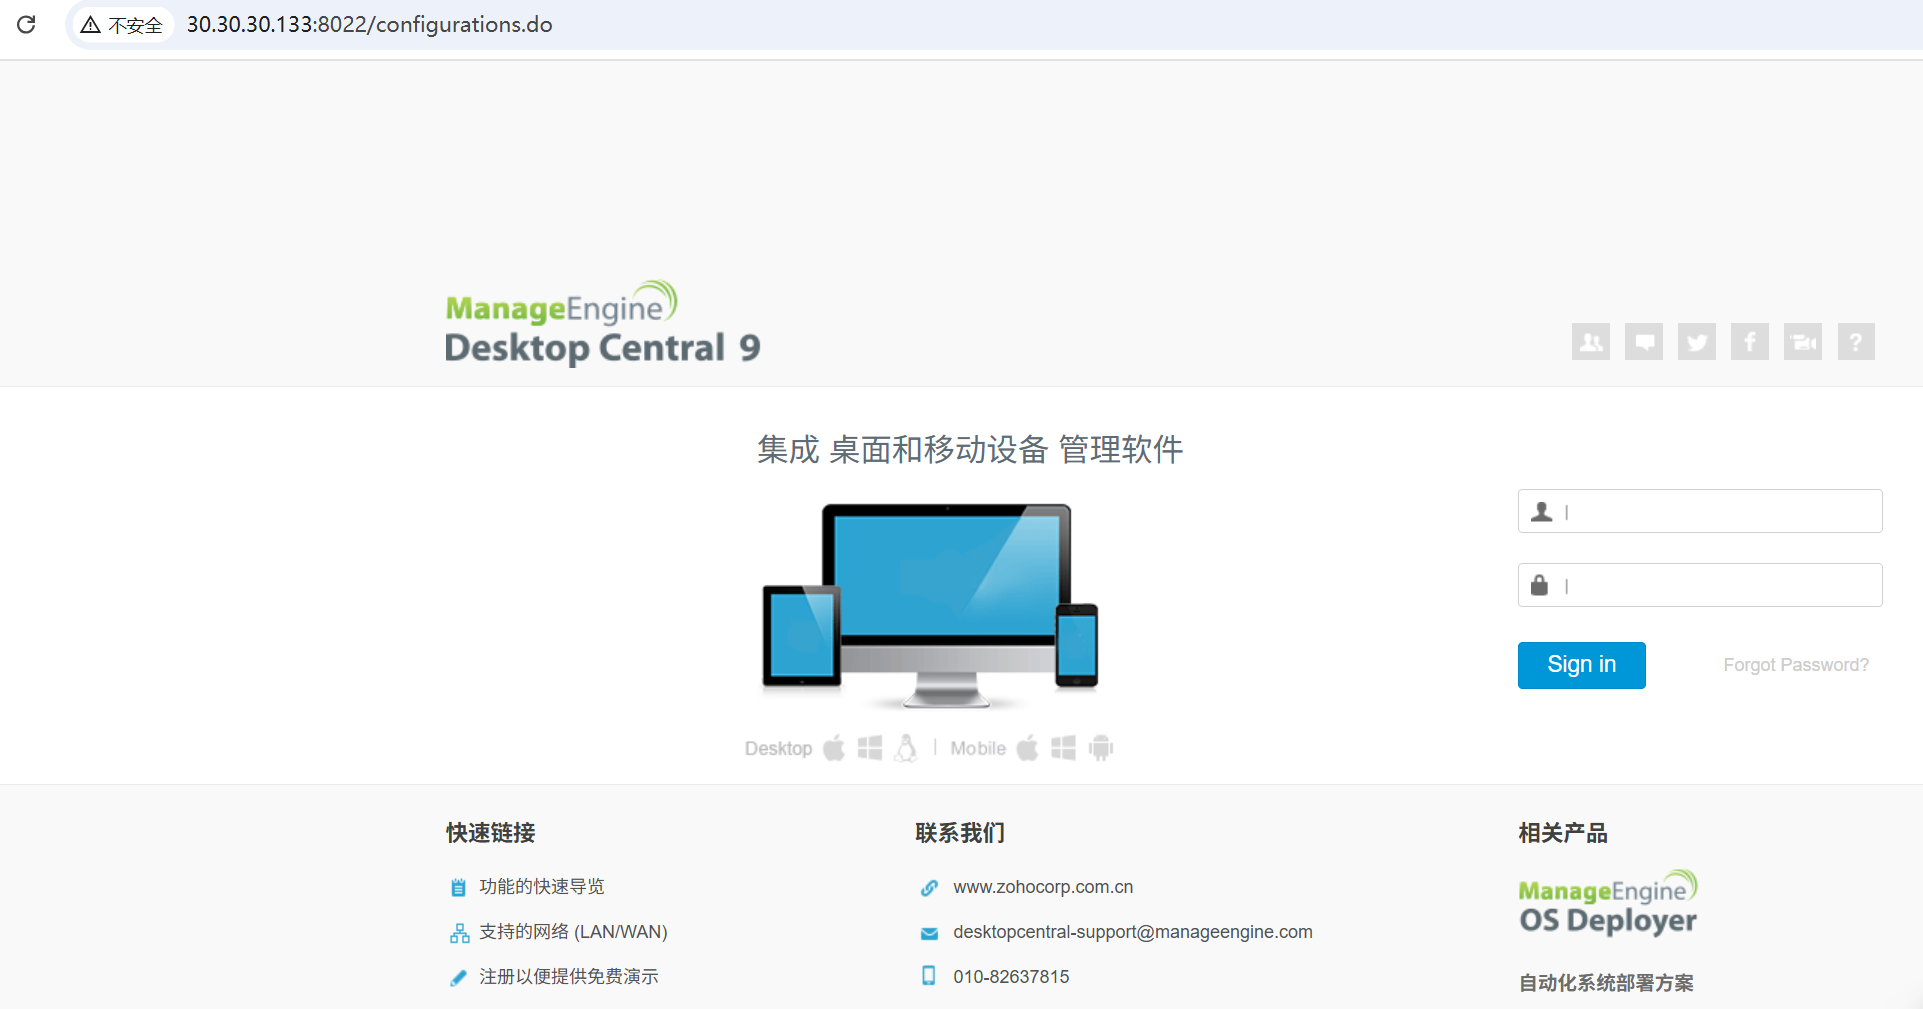 不安全 30.30.30.133:8022/configurations.do
ManageEngine
Desktop Central 9
集成 桌面和移动设备 管理软件
Sign in
Forgot Password?
Desktop | Mobile
快速链接
功能的快速导览
支持的网络 (LAN/WAN)
注册以便提供免费演示
联系我们
www.zohocorp.com.cn
desktopcentral-support@manageengine.com
010-82637815
相关产品
ManageEngine
OS Deployer
自动化系统部署方案